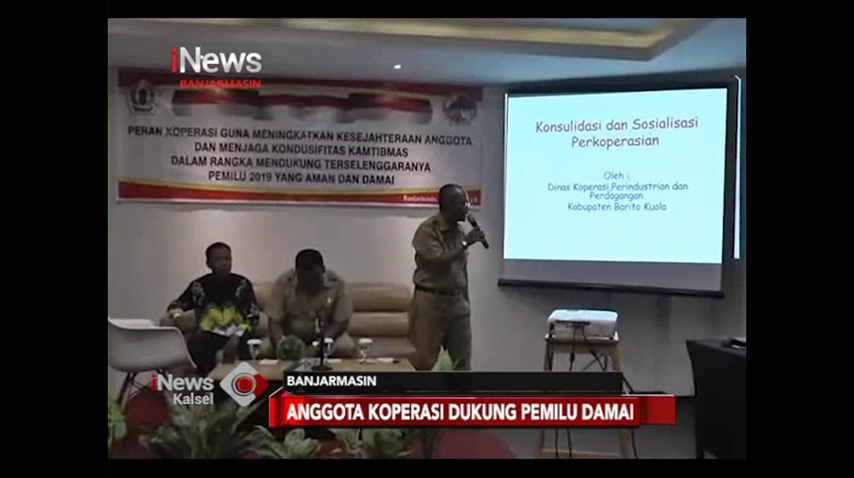 iNews
BANJARMASIN
PERAN KOPERASI GUNA MENINGKATKAN KESEJAHTERAAN ANGGOTA
DAN MENJAGA KONDUSIFITAS KAMTIBMAS
DALAM RANGKA MENDUKUNG TERSELENGGARANYA
PEMILU 2019 YANG AMAN DAN DAMAI
Konsulidasi dan Sosialisasi
Perkoperasian
Oleh :
Dinas Koperasi,Perindustrian dan
Perdagangan
Kabupaten Barito Kuala
iNews
Kalsel
BANJARMASIN
ANGGOTA KOPERASI DUKUNG PEMILU DAMAI